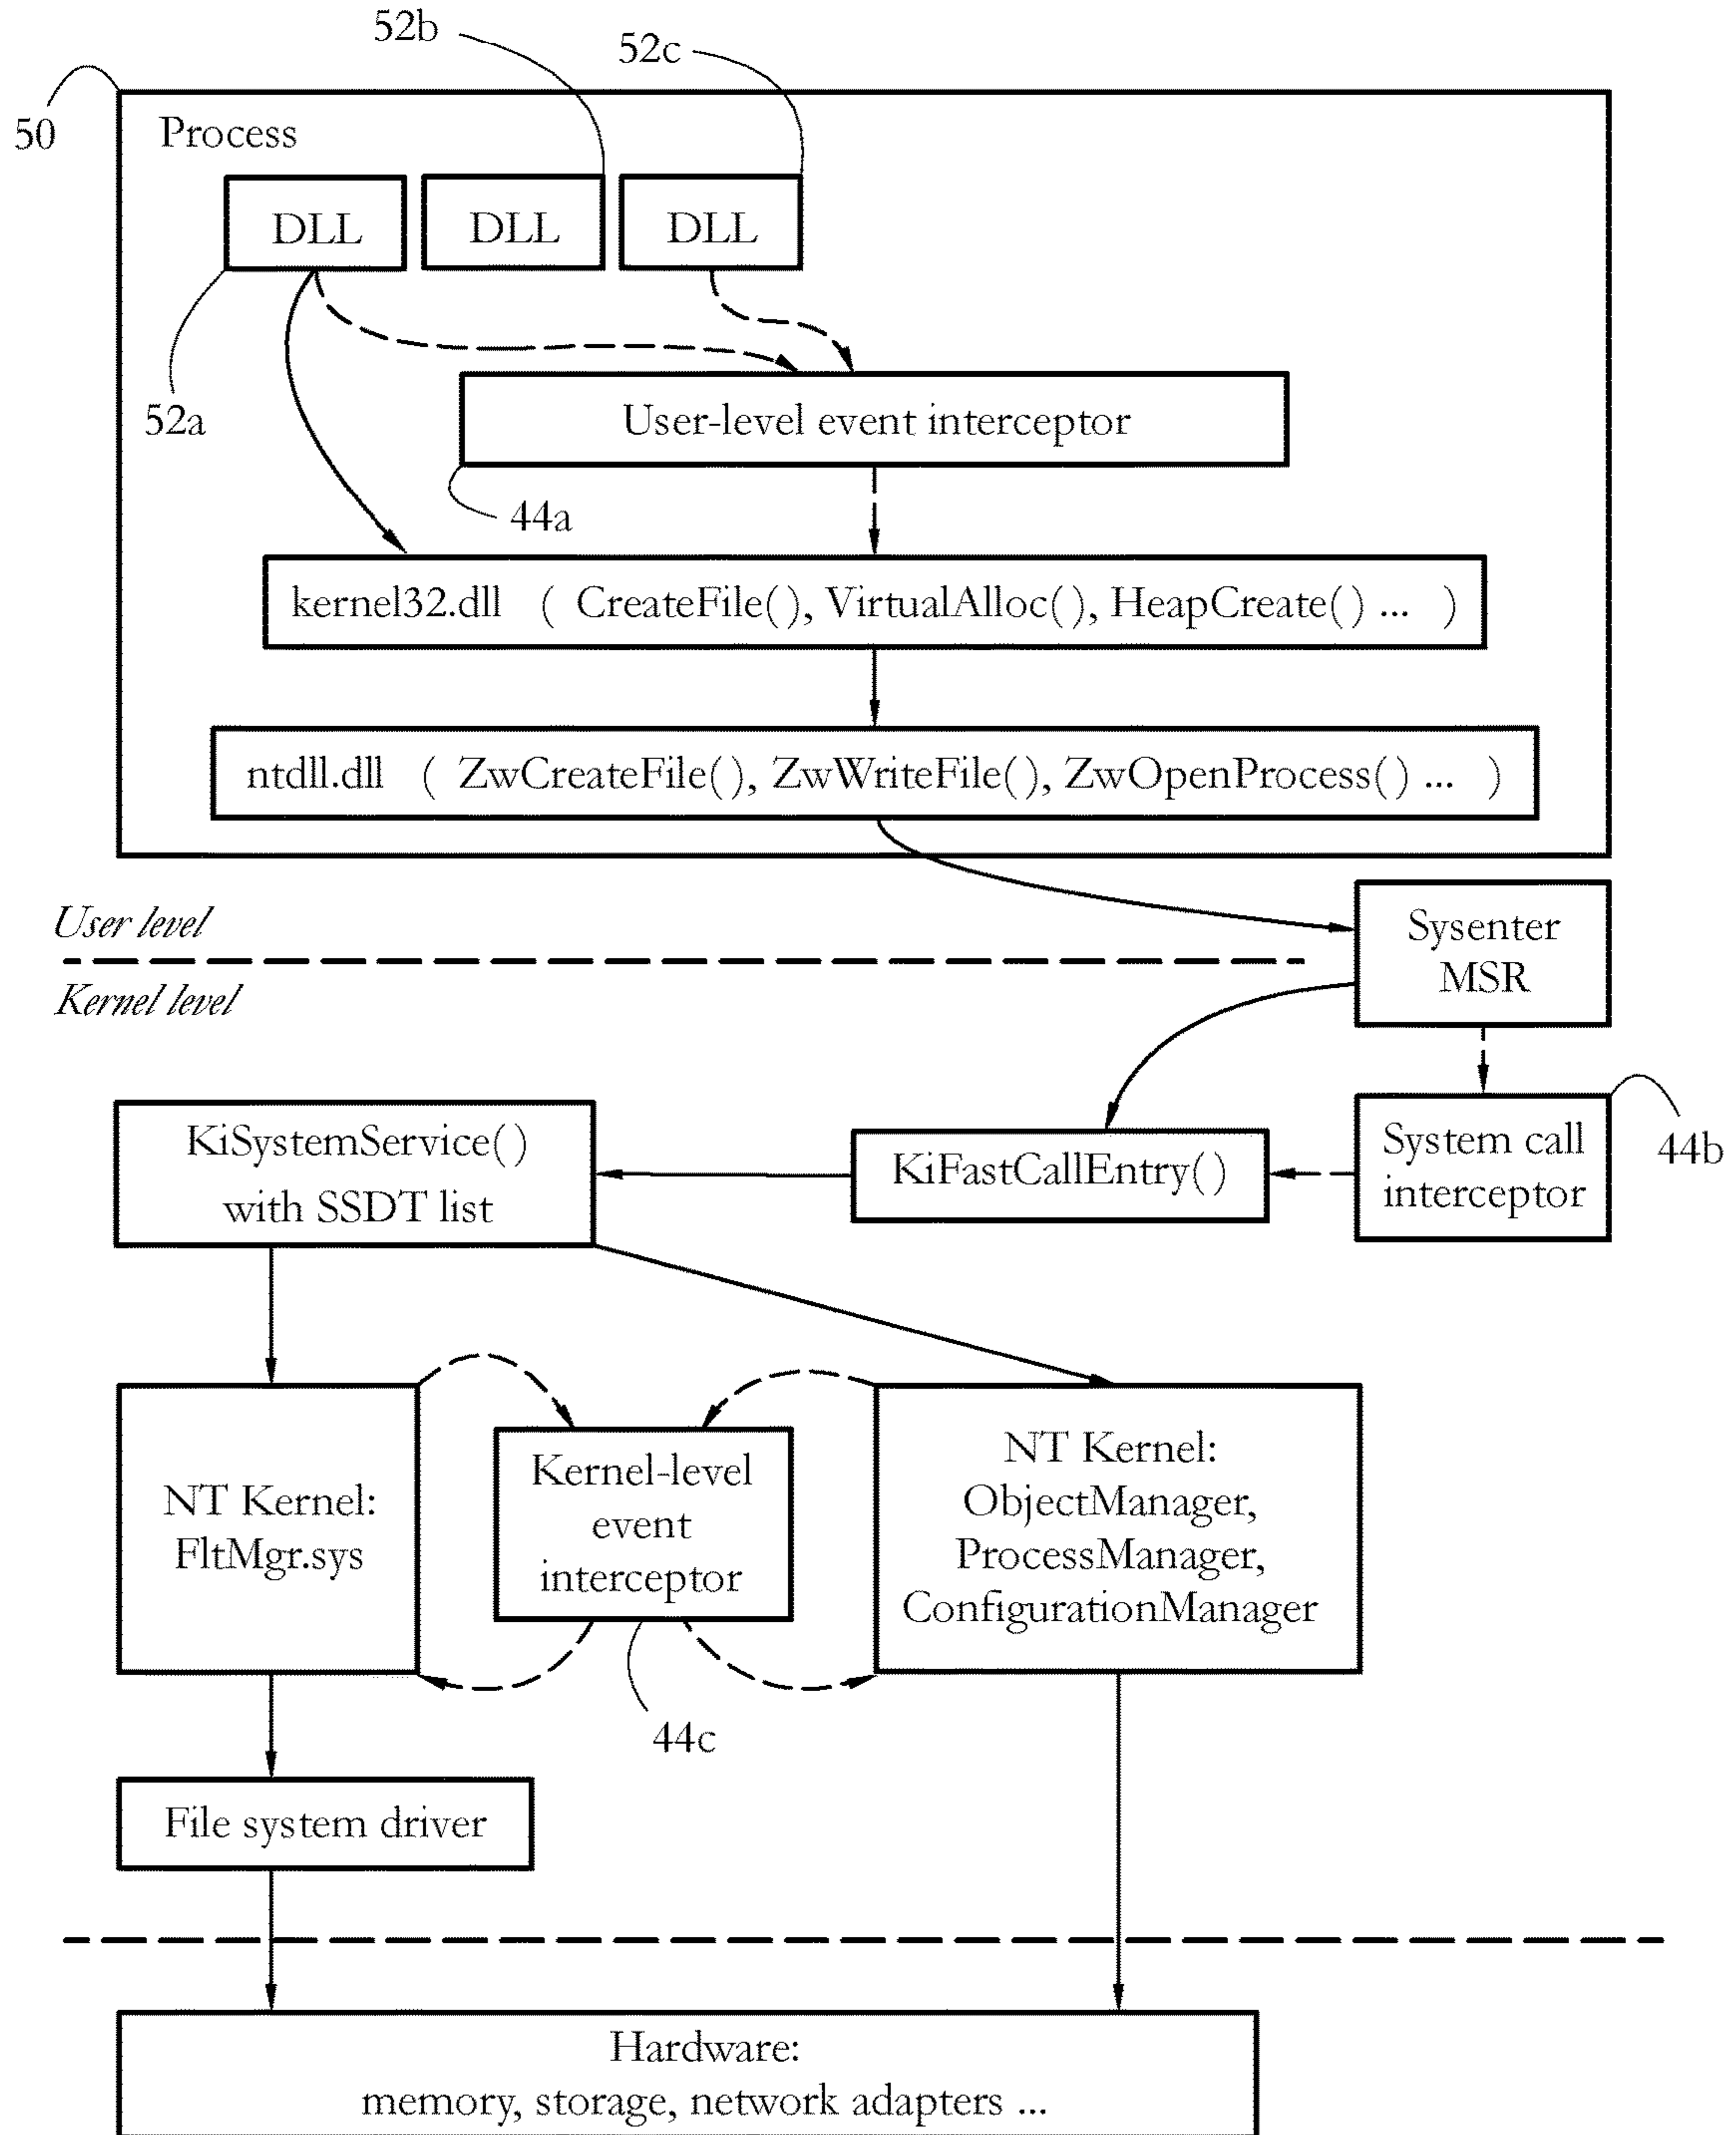 52b
52c
50
Process
DLL
DLL
DLL
52a
User-level event interceptor
44a
kernel32.dll ( CreateFile(), VirtualAlloc(), HeapCreate() ... )
ntdll.dll ( ZwCreateFile(), ZwWriteFile(), ZwOpenProcess() ... )
User level
Kernel level
Sysenter
MSR
KiSystemService()
with SSDT list
KiFastCallEntry()
System call
interceptor
44b
NT Kernel:
FltMgr.sys
Kernel-level
event
interceptor
NT Kernel:
ObjectManager,
ProcessManager,
ConfigurationManager
44c
File system driver
Hardware:
memory, storage, network adapters ...